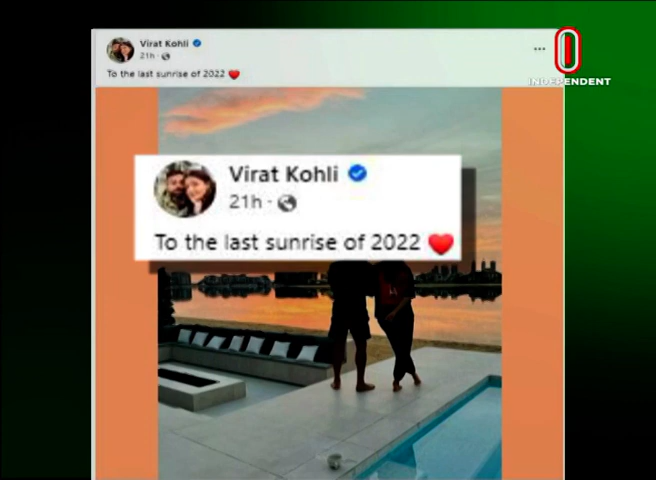 Virat Kohli
21h ·
To the last sunrise of 2022 ❤️
INDEPENDENT
Virat Kohli
21h ·
To the last sunrise of 2022 ❤️